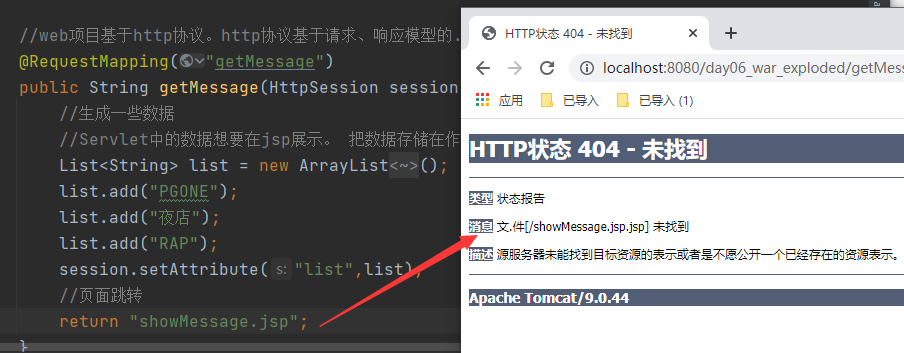 //web项目基于http协议。http协议基于请求、响应模型的.
@RequestMapping("getMessage")
public String getMessage(HttpSession session
//生成一些数据
//Servlet中的数据想要在jsp展示。 把数据存储在作
List<String> list = new ArrayList<~>();
list.add("PGONE");
list.add("夜店");
list.add("RAP");
session.setAttribute( s: "list",list);
//页面跳转
return "showMessage.jsp";
}
HTTP状态 404 - 未找到
localhost:8080/day06_war_exploded/getMess
应用 已导入 已导入 (1)
HTTP状态 404 - 未找到
类型 状态报告
消息 文.件[/showMessage.jsp.jsp] 未找到
描述 源服务器未能找到目标资源的表示或者是不愿公开一个已经存在的资源表示。
Apache Tomcat/9.0.44